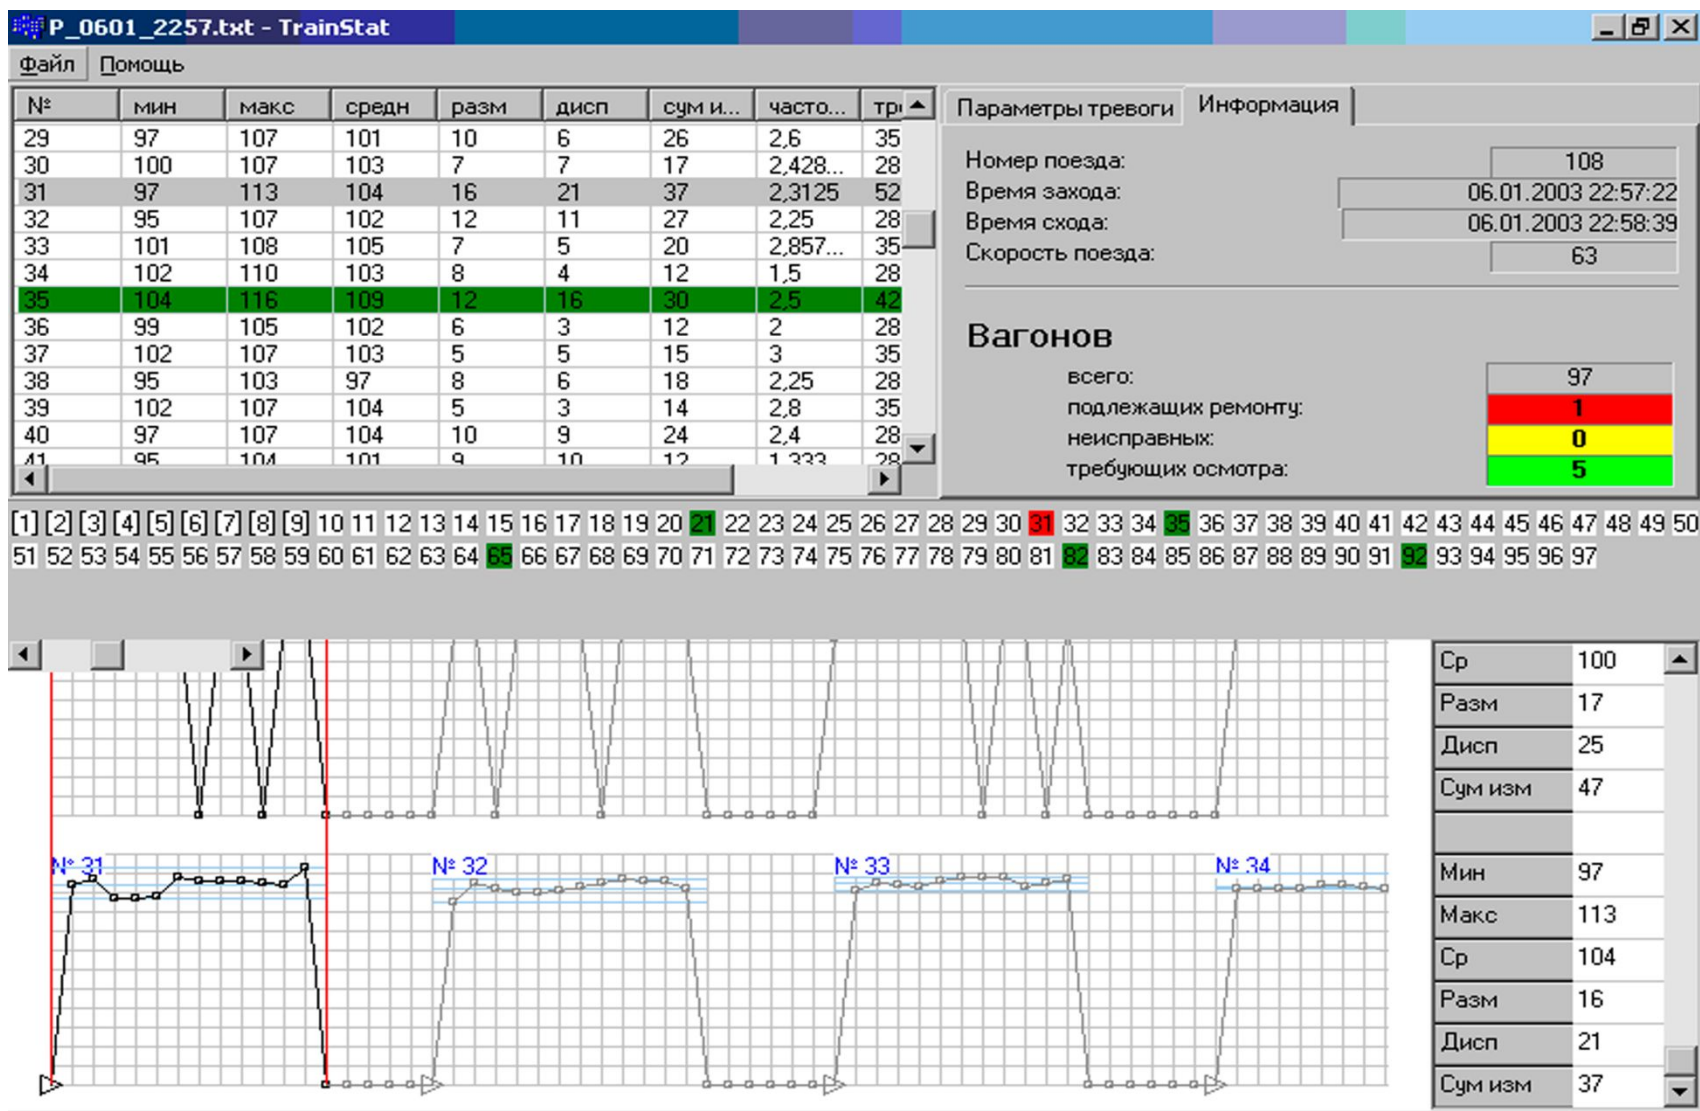 P_0601_2257.txt - TrainStat
Файл Помощь
№ мин макс средн разм дисп сум и... часто...
29 97 107 101 10 6 26 2,6 35
30 100 107 103 7 7 17 2,428... 28
31 97 113 104 16 21 37 2,3125 52
32 95 107 102 12 11 27 2,25 28
33 101 108 105 7 5 20 2,857... 35
34 102 110 103 8 4 12 1,5 28
35 104 116 109 12 16 30 2,5 42
36 99 105 102 6 3 12 2 28
37 102 107 103 5 5 15 3 35
38 95 103 97 8 6 18 2,25 28
39 102 107 104 5 3 14 2,8 35
40 97 107 104 10 9 24 2,4 28
41 95 104 101 9 10 12 1,333 28
Параметры тревоги Информация
Номер поезда: 108
Время захода: 06.01.2003 22:57:22
Время схода: 06.01.2003 22:58:39
Скорость поезда: 63
Вагонов
всего: 97
подлежащих ремонту: 1
неисправных: 0
требующих осмотра: 5
[1] [2] [3] [4] [5] [6] [7] [8] [9] 10 11 12 13 14 15 16 17 18 19 20 21 22 23 24 25 26 27 28 29 30 31 32 33 34 35 36 37 38 39 40 41 42 43 44 45 46 47 48 49 50
51 52 53 54 55 56 57 58 59 60 61 62 63 64 65 66 67 68 69 70 71 72 73 74 75 76 77 78 79 80 81 82 83 84 85 86 87 88 89 90 91 92 93 94 95 96 97
№ 31 № 32 № 33 № 34
Ср 100
Разм 17
Дисп 25
Сум изм 47
Мин 97
Макс 113
Ср 104
Разм 16
Дисп 21
Сум изм 37